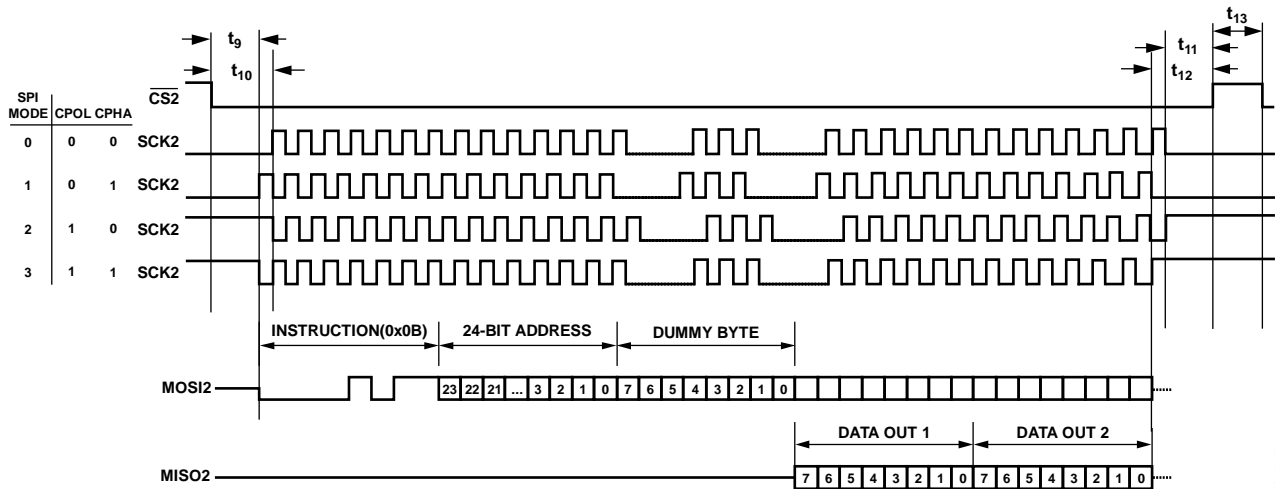 t13
t9
t11
t10
t12
CS2
SPI MODE CPOL CPHA
0 0 0 SCK2
1 0 1 SCK2
2 1 0 SCK2
3 1 1 SCK2
INSTRUCTION(0x0B) 24-BIT ADDRESS DUMMY BYTE
MOSI2 23 22 21 ... 3 2 1 0 7 6 5 4 3 2 1 0
DATA OUT 1 DATA OUT 2
MISO2 7 6 5 4 3 2 1 0 7 6 5 4 3 2 1 0